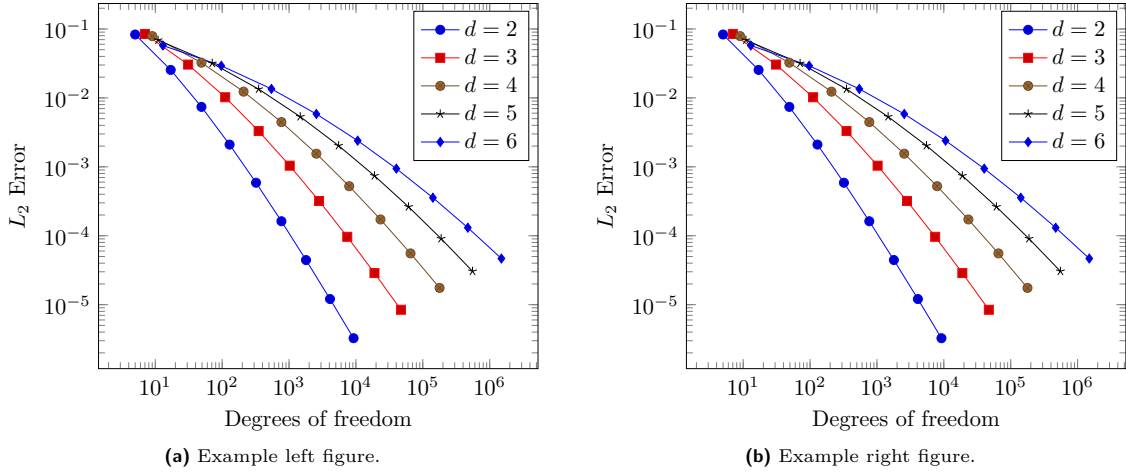 10^{-1}
10^{-2}
10^{-3}
10^{-4}
10^{-5}
L_2 Error
10^1 10^2 10^3 10^4 10^5 10^6
Degrees of freedom
d = 2
d = 3
d = 4
d = 5
d = 6
(a) Example left figure.
10^{-1}
10^{-2}
10^{-3}
10^{-4}
10^{-5}
L_2 Error
10^1 10^2 10^3 10^4 10^5 10^6
Degrees of freedom
d = 2
d = 3
d = 4
d = 5
d = 6
(b) Example right figure.